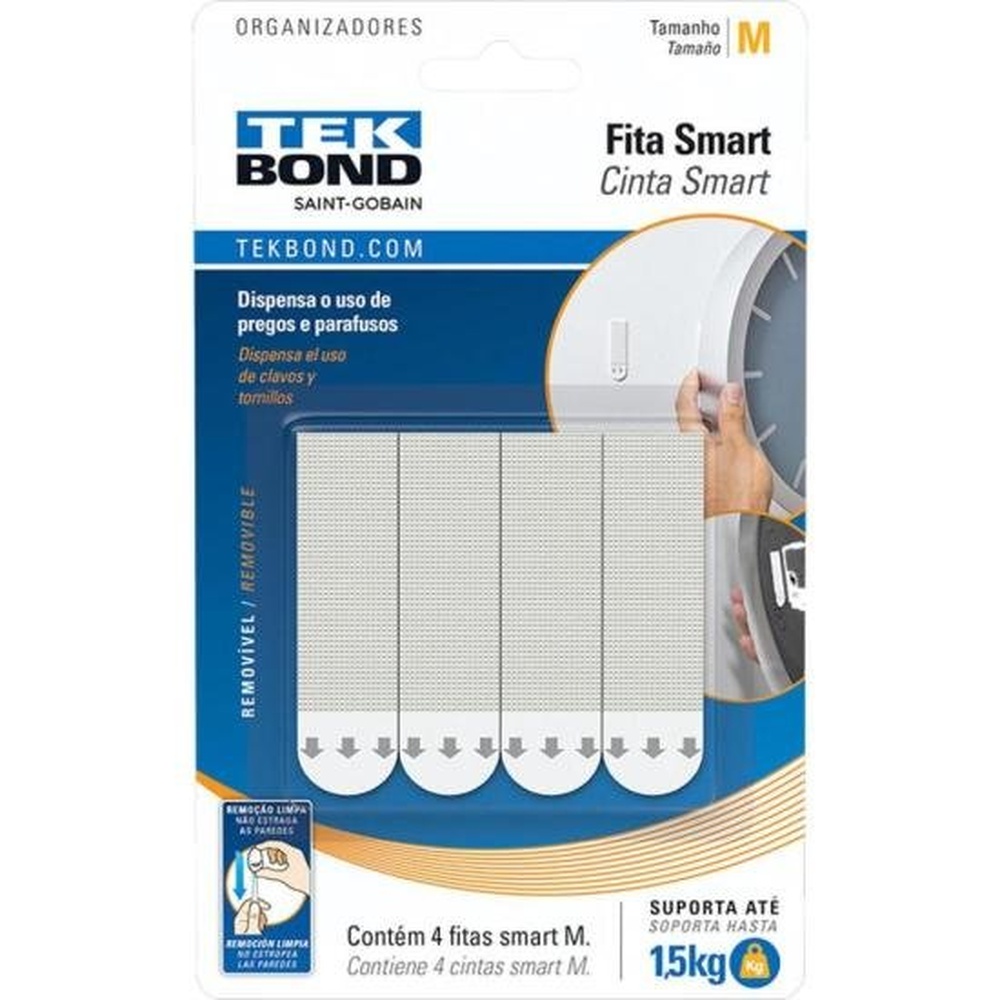 ORGANIZADORES
Tamanho
Tamaño
M
TEK
BOND
SAINT-GOBAIN
Fita Smart
Cinta Smart
TEKBOND.COM
Dispensa o uso de
pregos e parafusos
Dispensa el uso
de clavos y
tornillos
REMOVÍVEL / REMOVIBLE
REMOÇÃO LIMPA
NÃO ESTRAGA
AS PAREDES
REMOCIÓN LIMPIA
NO ESTROPEA
LAS PAREDES
Contém 4 fitas smart M.
Contiene 4 cintas smart M.
SUPORTA ATÉ
SOPORTA HASTA
1,5kg
Kg